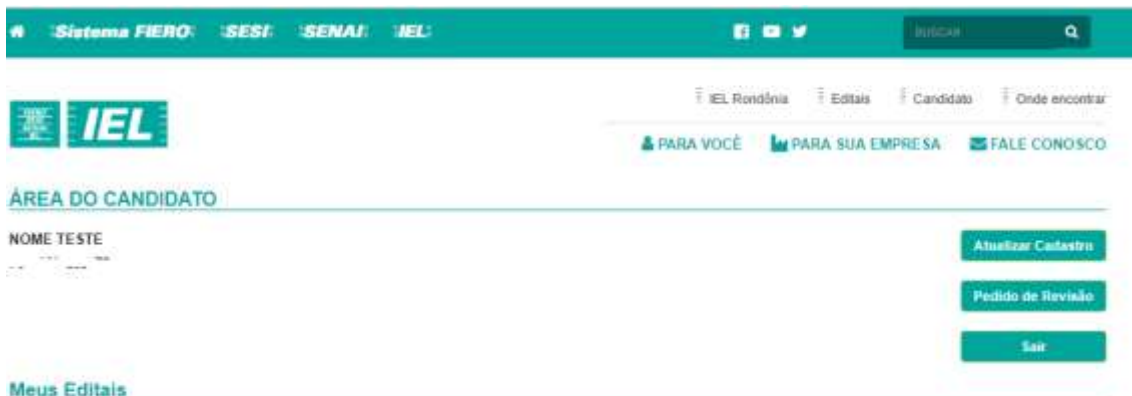 Sistema FIERO SESI SENAI IEL BUSCAR
IEL
IEL Rondônia Editais Candidato Onde encontrar
PARA VOCÊ PARA SUA EMPRESA FALE CONOSCO
ÁREA DO CANDIDATO
NOME TESTE
Atualizar Cadastro
Pedido de Revisão
Sair
Meus Editais